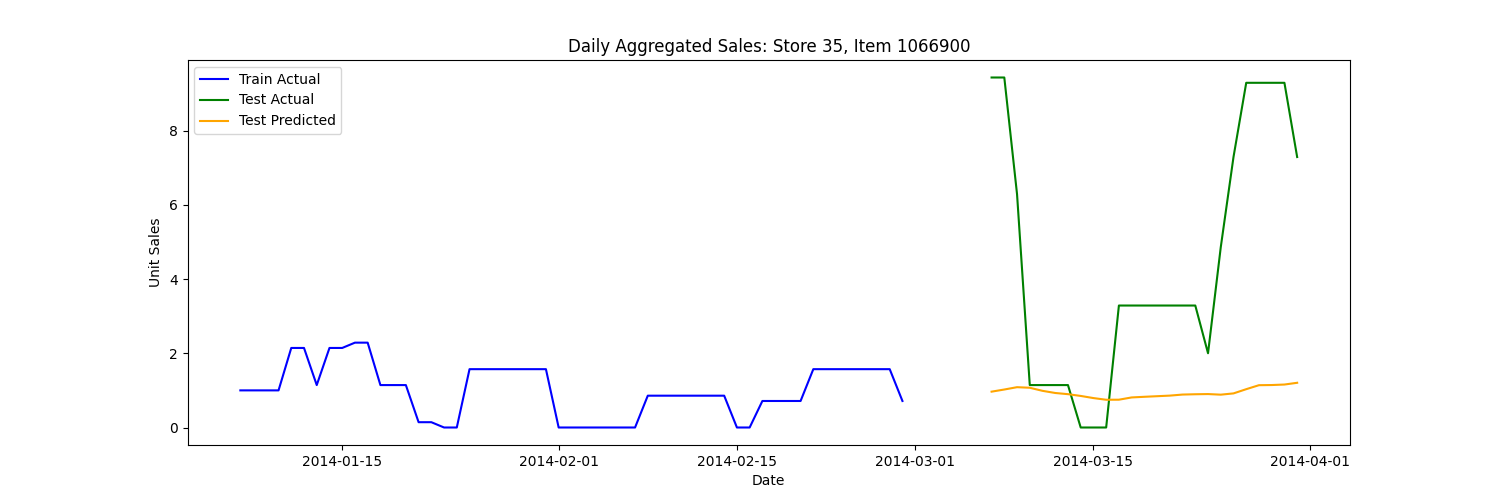 Daily Aggregated Sales: Store 35, Item 1066900
Train Actual
Test Actual
Test Predicted
Unit Sales
8
6
4
2
0
2014-01-15 2014-02-01 2014-02-15 2014-03-01 2014-03-15 2014-04-01
Date